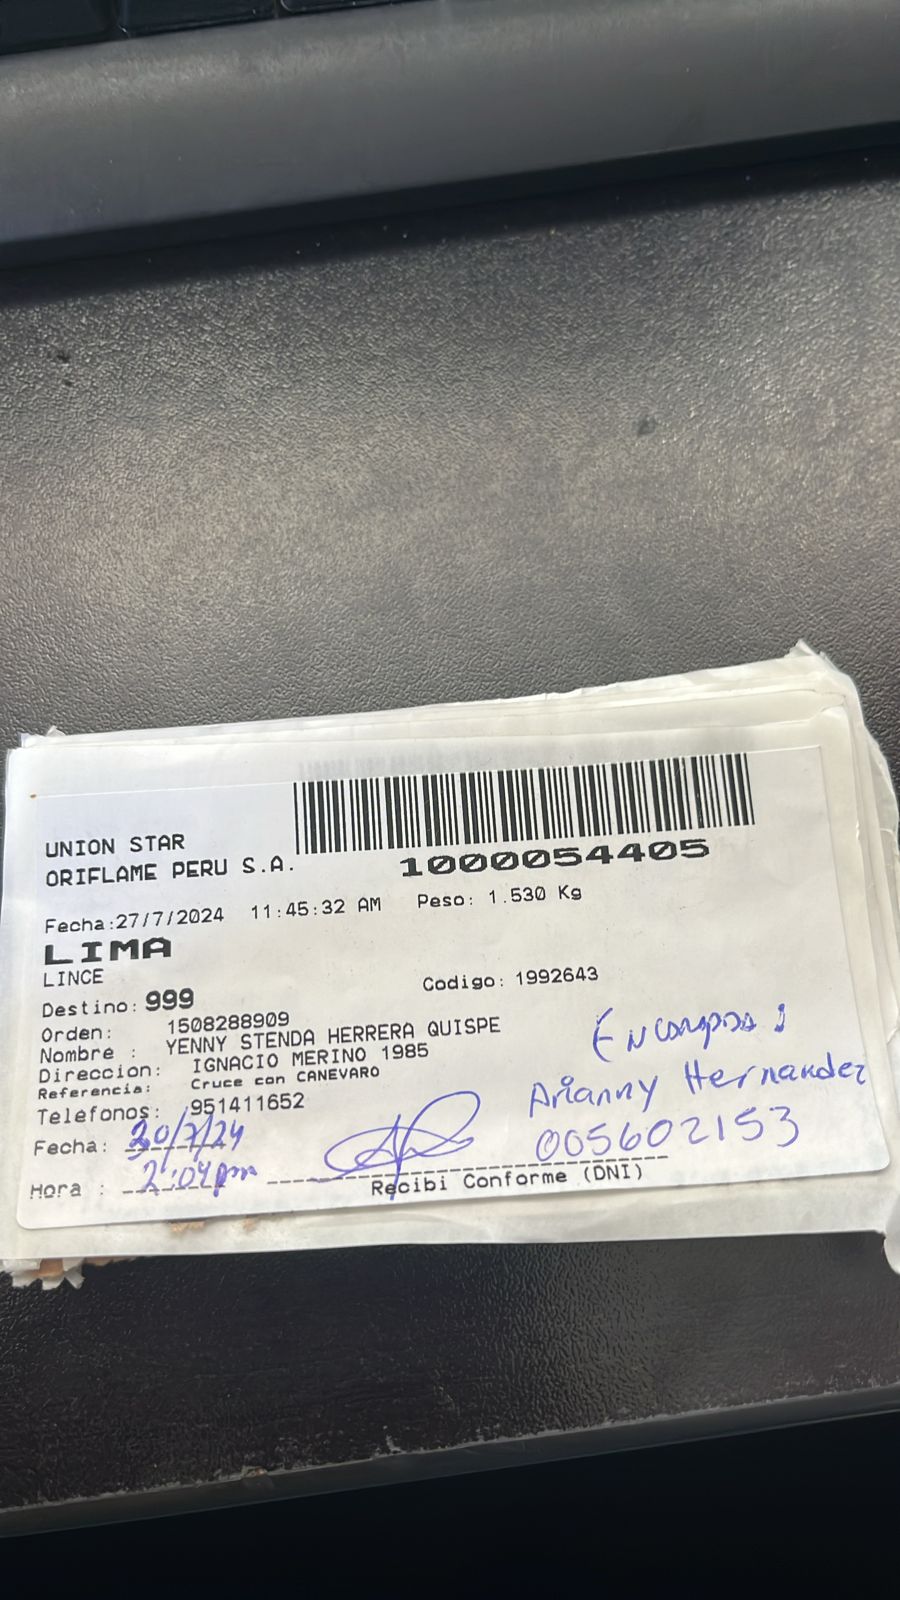 UNION STAR
ORIFLAME PERU S.A.
1000054405
Fecha:27/7/2024 11:45:32 AM Peso: 1.530 Kg
LIMA
LINCE
Destino: 999 Codigo: 1992643
Orden: 1508288909
Nombre : YENNY STENDA HERRERA QUISPE
Direccion: IGNACIO MERINO 1985
Referencia: Cruce con CANEVARO
Teléfonos: 951411652
Fecha: 30/7/24
Hora : 2:04pm
Recibi Conforme (DNI)
Arianny Hernandez
005602153